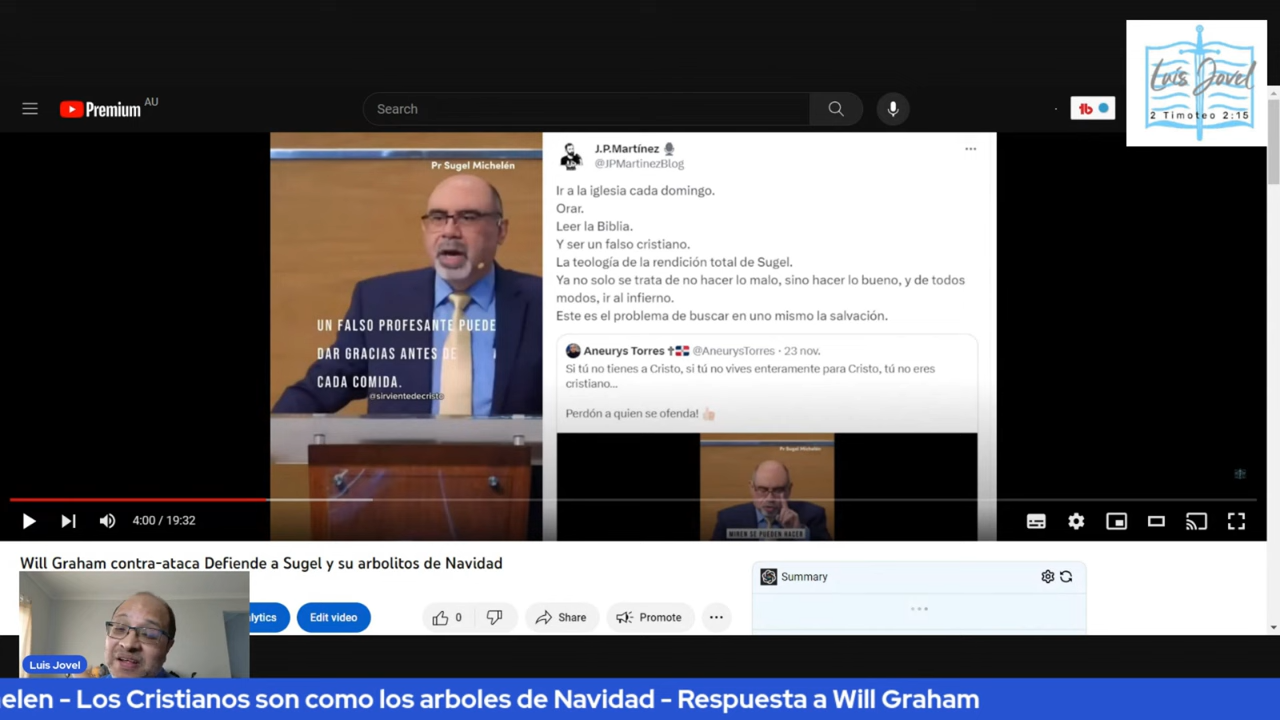 Luis Jovel
2 Timoteo 2:15
Premium AU
Search
Pr Sugel Michelén
UN FALSO PROFESANTE PUEDE
DAR GRACIAS ANTES DE
CADA COMIDA.
@sirvientedecristo
J.P.Martínez
@JPMartinezBlog
Ir a la iglesia cada domingo.
Orar.
Leer la Biblia.
Y ser un falso cristiano.
La teología de la rendición total de Sugel.
Ya no solo se trata de no hacer lo malo, sino hacer lo bueno, y de todos
modos, ir al infierno.
Este es el problema de buscar en uno mismo la salvación.
Aneurys Torres @AneurysTorres · 23 nov.
Si tú no tienes a Cristo, si tú no vives enteramente para Cristo, tú no eres
cristiano...
Perdón a quien se ofenda!
Pr Sugel Michelén
MIREN SE PUEDEN HACER
4:00 / 19:32
Will Graham contra-ataca Defiende a Sugel y su arbolitos de Navidad
lytics
Edit video
0
Share
Promote
Summary
Luis Jovel
helen - Los Cristianos son como los arboles de Navidad - Respuesta a Will Graham